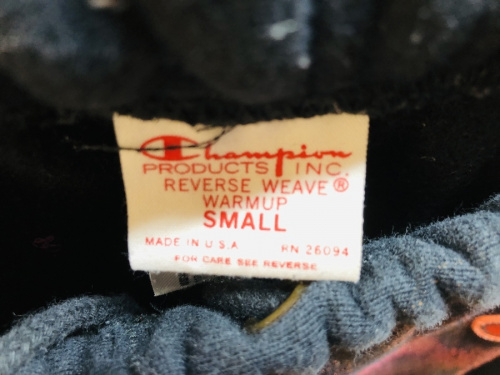 Champion
PRODUCTS INC.
REVERSE WEAVE®
WARMUP
SMALL
MADE IN U.S.A RN 26094
FOR CARE SEE REVERSE